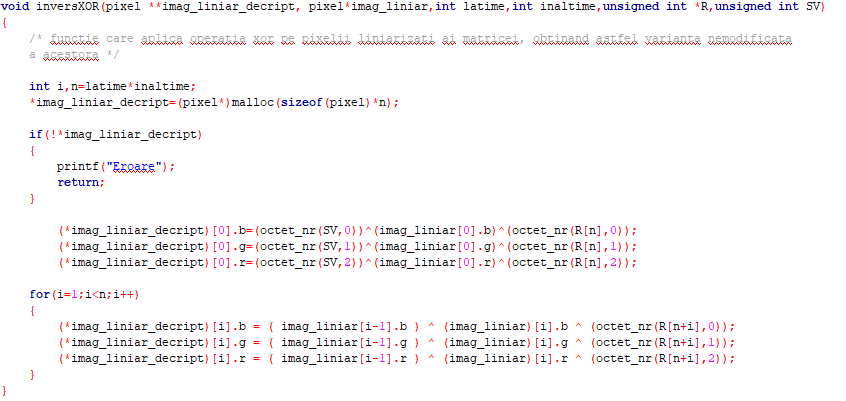 void inversXOR(pixel **imag_liniar_decript, pixel*imag_liniar,int latime,int inaltime,unsigned int *R,unsigned int SV)
{
/* functie care aplica operatia xor pe pixelii liniarizati ai matricei, obtinand astfel varianta nemodificata
a acestora */
int i,n=latime*inaltime;
*imag_liniar_decript=(pixel*)malloc(sizeof(pixel)*n);
if(!*imag_liniar_decript)
{
printf("Eroare");
return;
}
(*imag_liniar_decript)[0].b=(octet_nr(SV,0))^(imag_liniar[0].b)^(octet_nr(R[n],0));
(*imag_liniar_decript)[0].g=(octet_nr(SV,1))^(imag_liniar[0].g)^(octet_nr(R[n],1));
(*imag_liniar_decript)[0].r=(octet_nr(SV,2))^(imag_liniar[0].r)^(octet_nr(R[n],2));
for(i=1;i<n;i++)
{
(*imag_liniar_decript)[i].b = ( imag_liniar[i-1].b ) ^ (imag_liniar)[i].b ^ (octet_nr(R[n+i],0));
(*imag_liniar_decript)[i].g = ( imag_liniar[i-1].g ) ^ (imag_liniar)[i].g ^ (octet_nr(R[n+i],1));
(*imag_liniar_decript)[i].r = ( imag_liniar[i-1].r ) ^ (imag_liniar)[i].r ^ (octet_nr(R[n+i],2));
}
}